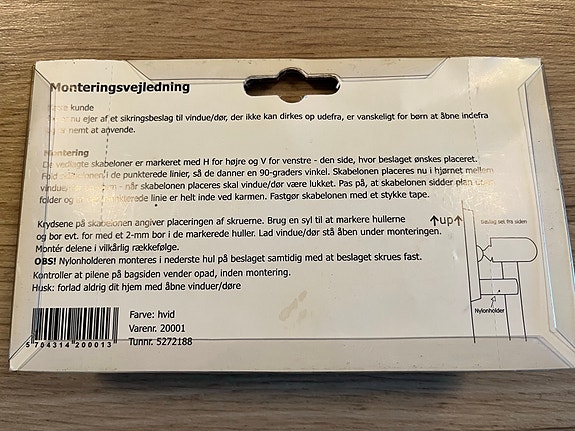 Monteringsvejledning
kunde
nu ejer af et sikringsbeslag til vindue/dør, der ikke kan dirkes op udefra, er vanskeligt for børn at åbne indefra
nemt at anvende.
Montering
De vedlagte skabeloner er markeret med H for højre og V for venstre - den side, hvor beslaget ønskes placeret.
Fold skabelonen i de punkterede linier, så de danner en 90-graders vinkel. Skabelonen placeres nu i hjørnet mellem
- når skabelonen placeres skal vindue/dør være lukket. Pas på, at skabelonen sidder plan
folder og punkterede linie er helt inde ved karmen. Fastgør skabelonen med et stykke tape.
Krydsene på skabelonen angiver placeringen af skruerne. Brug en syl til at markere hullerne
og bor evt. for med et 2-mm bor i de markerede huller. Lad vindue/dør stå åben under monteringen.
Montér delene i vilkårlig rækkefølge.
OBS! Nylonholderen monteres i nederste hul på beslaget samtidig med at beslaget skrues fast.
Kontroller at pilene på bagsiden vender opad, inden montering.
Husk: forlad aldrig dit hjem med åbne vinduer/døre
↑up↑
Beslag set fra siden
Nylonholder
Farve: hvid
Varenr. 20001
Tunnr. 5272188
5 704314 200013